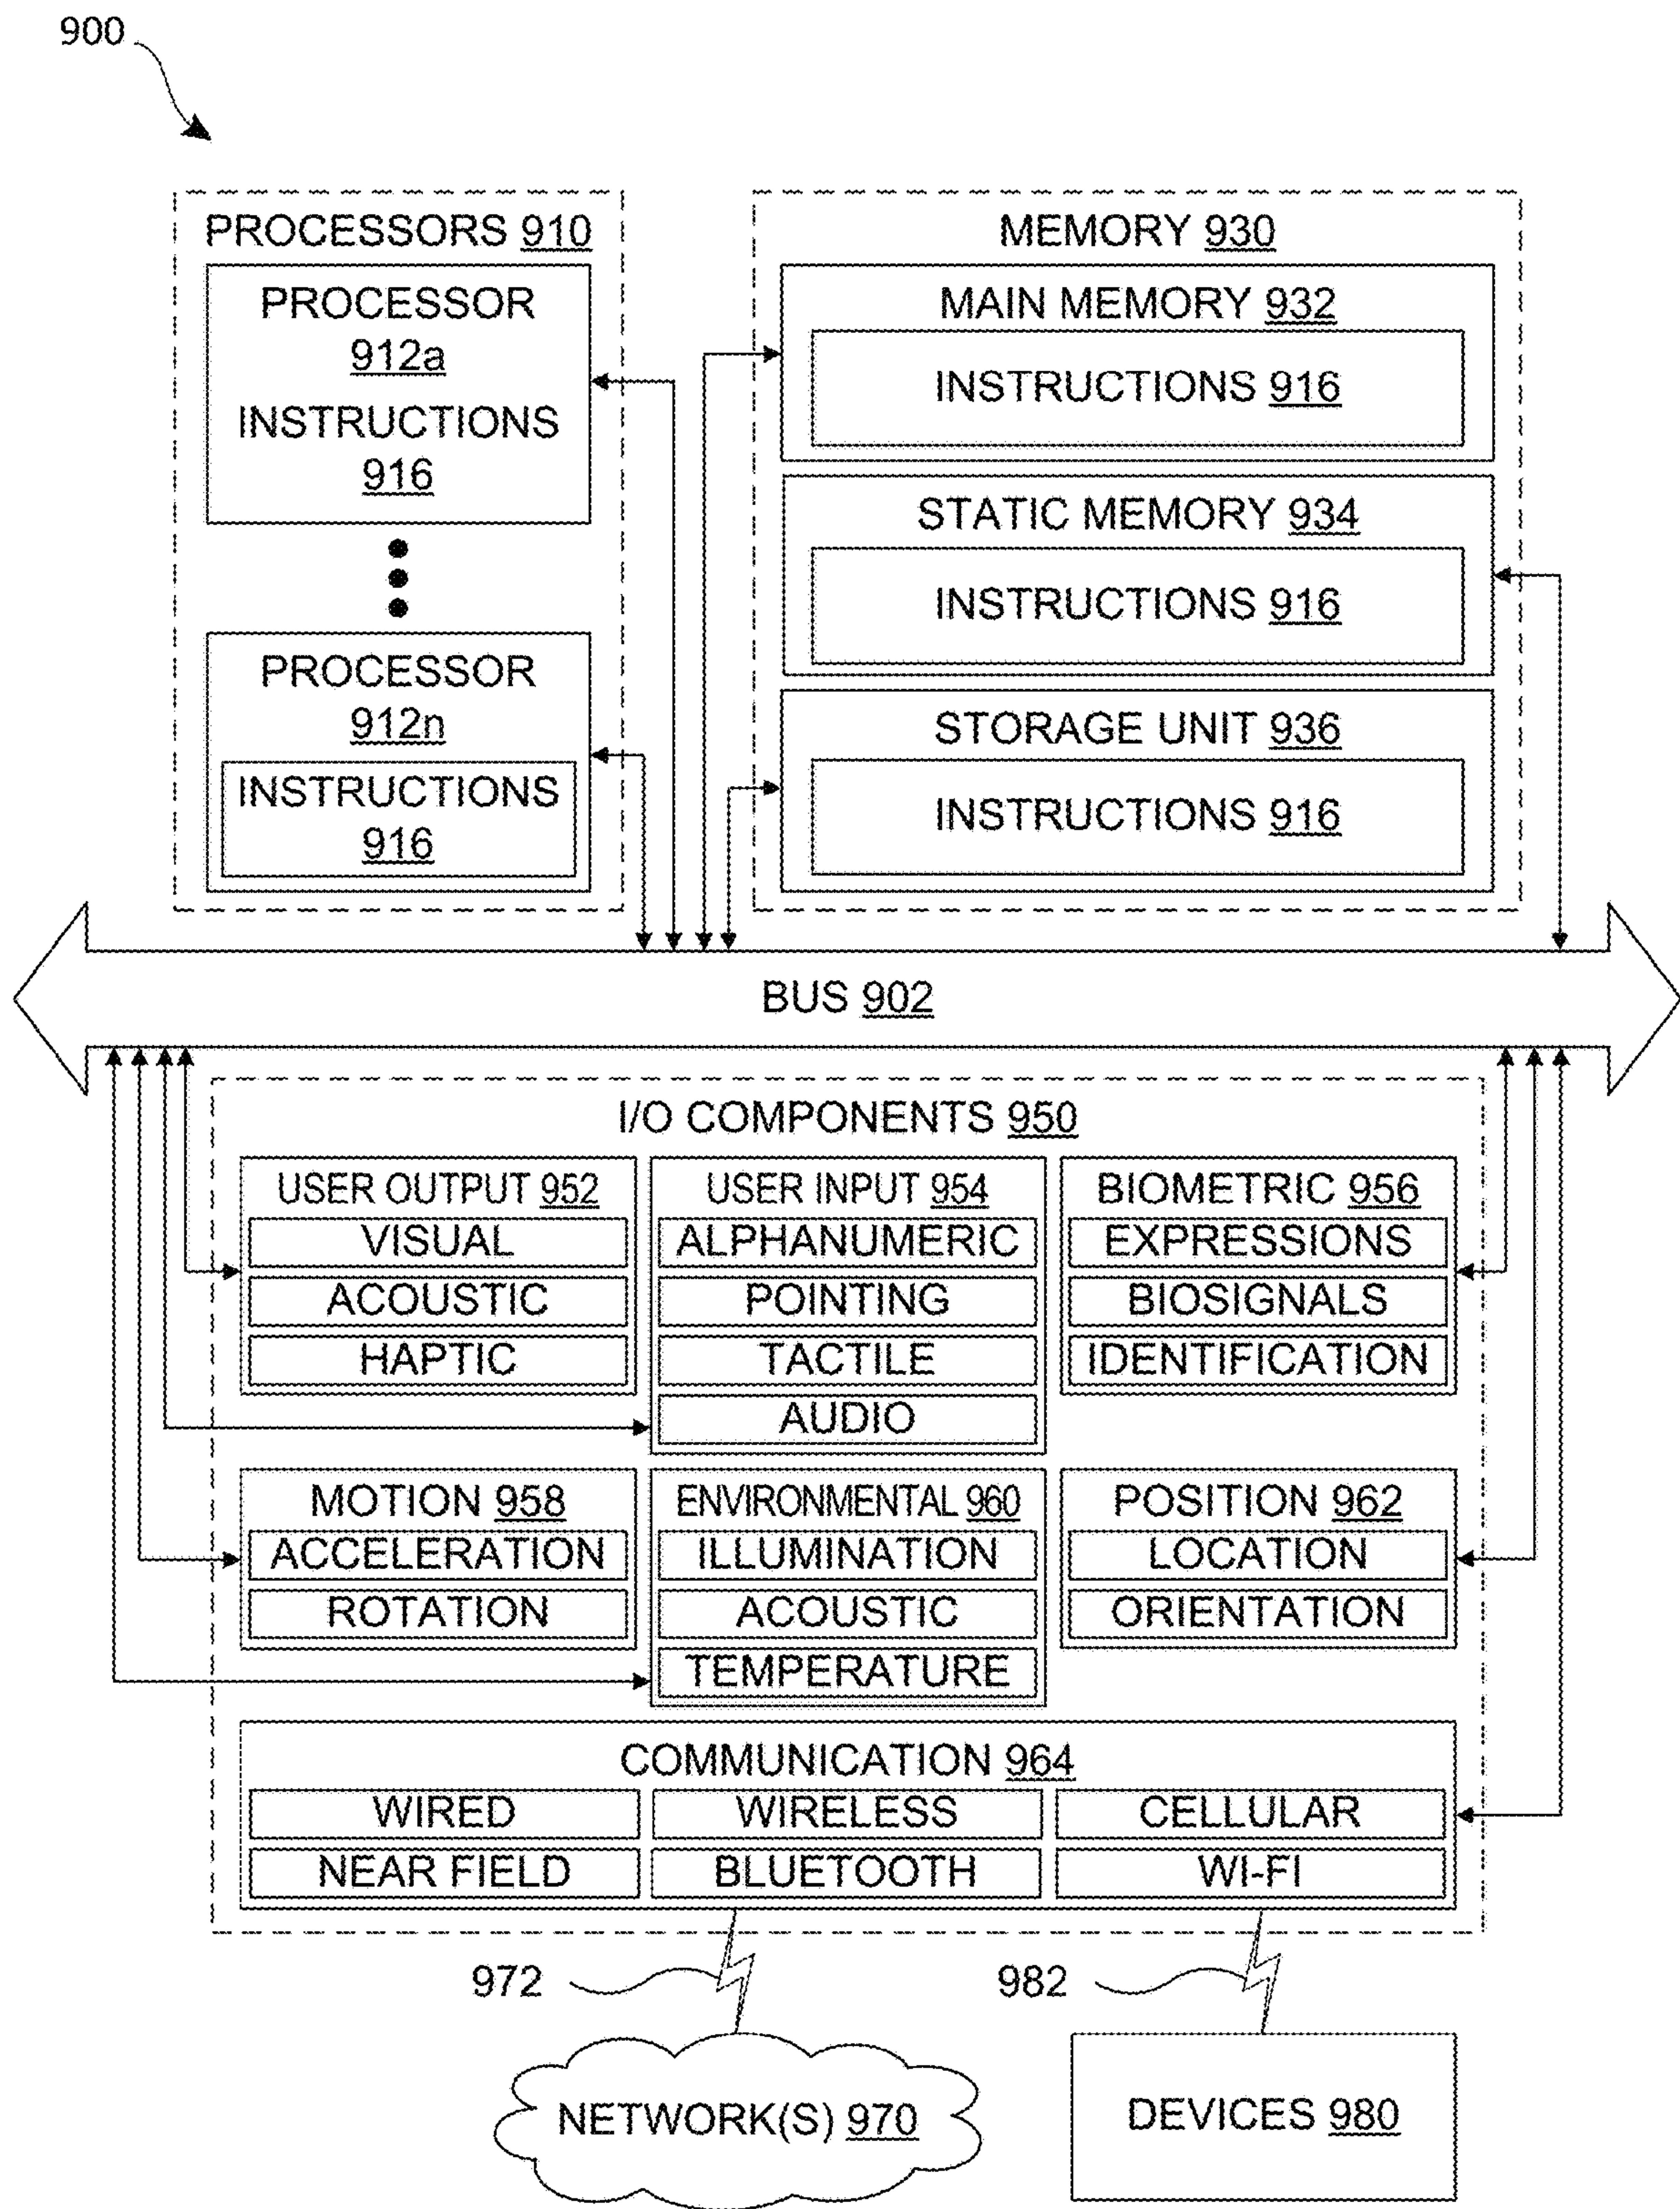 900
PROCESSORS 910
PROCESSOR
912a
INSTRUCTIONS
916
PROCESSOR
912n
INSTRUCTIONS
916
MEMORY 930
MAIN MEMORY 932
INSTRUCTIONS 916
STATIC MEMORY 934
INSTRUCTIONS 916
STORAGE UNIT 936
INSTRUCTIONS 916
BUS 902
I/O COMPONENTS 950
USER OUTPUT 952
VISUAL
ACOUSTIC
HAPTIC
USER INPUT 954
ALPHANUMERIC
POINTING
TACTILE
AUDIO
BIOMETRIC 956
EXPRESSIONS
BIOSIGNALS
IDENTIFICATION
MOTION 958
ACCELERATION
ROTATION
ENVIRONMENTAL 960
ILLUMINATION
ACOUSTIC
TEMPERATURE
POSITION 962
LOCATION
ORIENTATION
COMMUNICATION 964
WIRED
WIRELESS
CELLULAR
NEAR FIELD
BLUETOOTH
WI-FI
972
982
NETWORK(S) 970
DEVICES 980